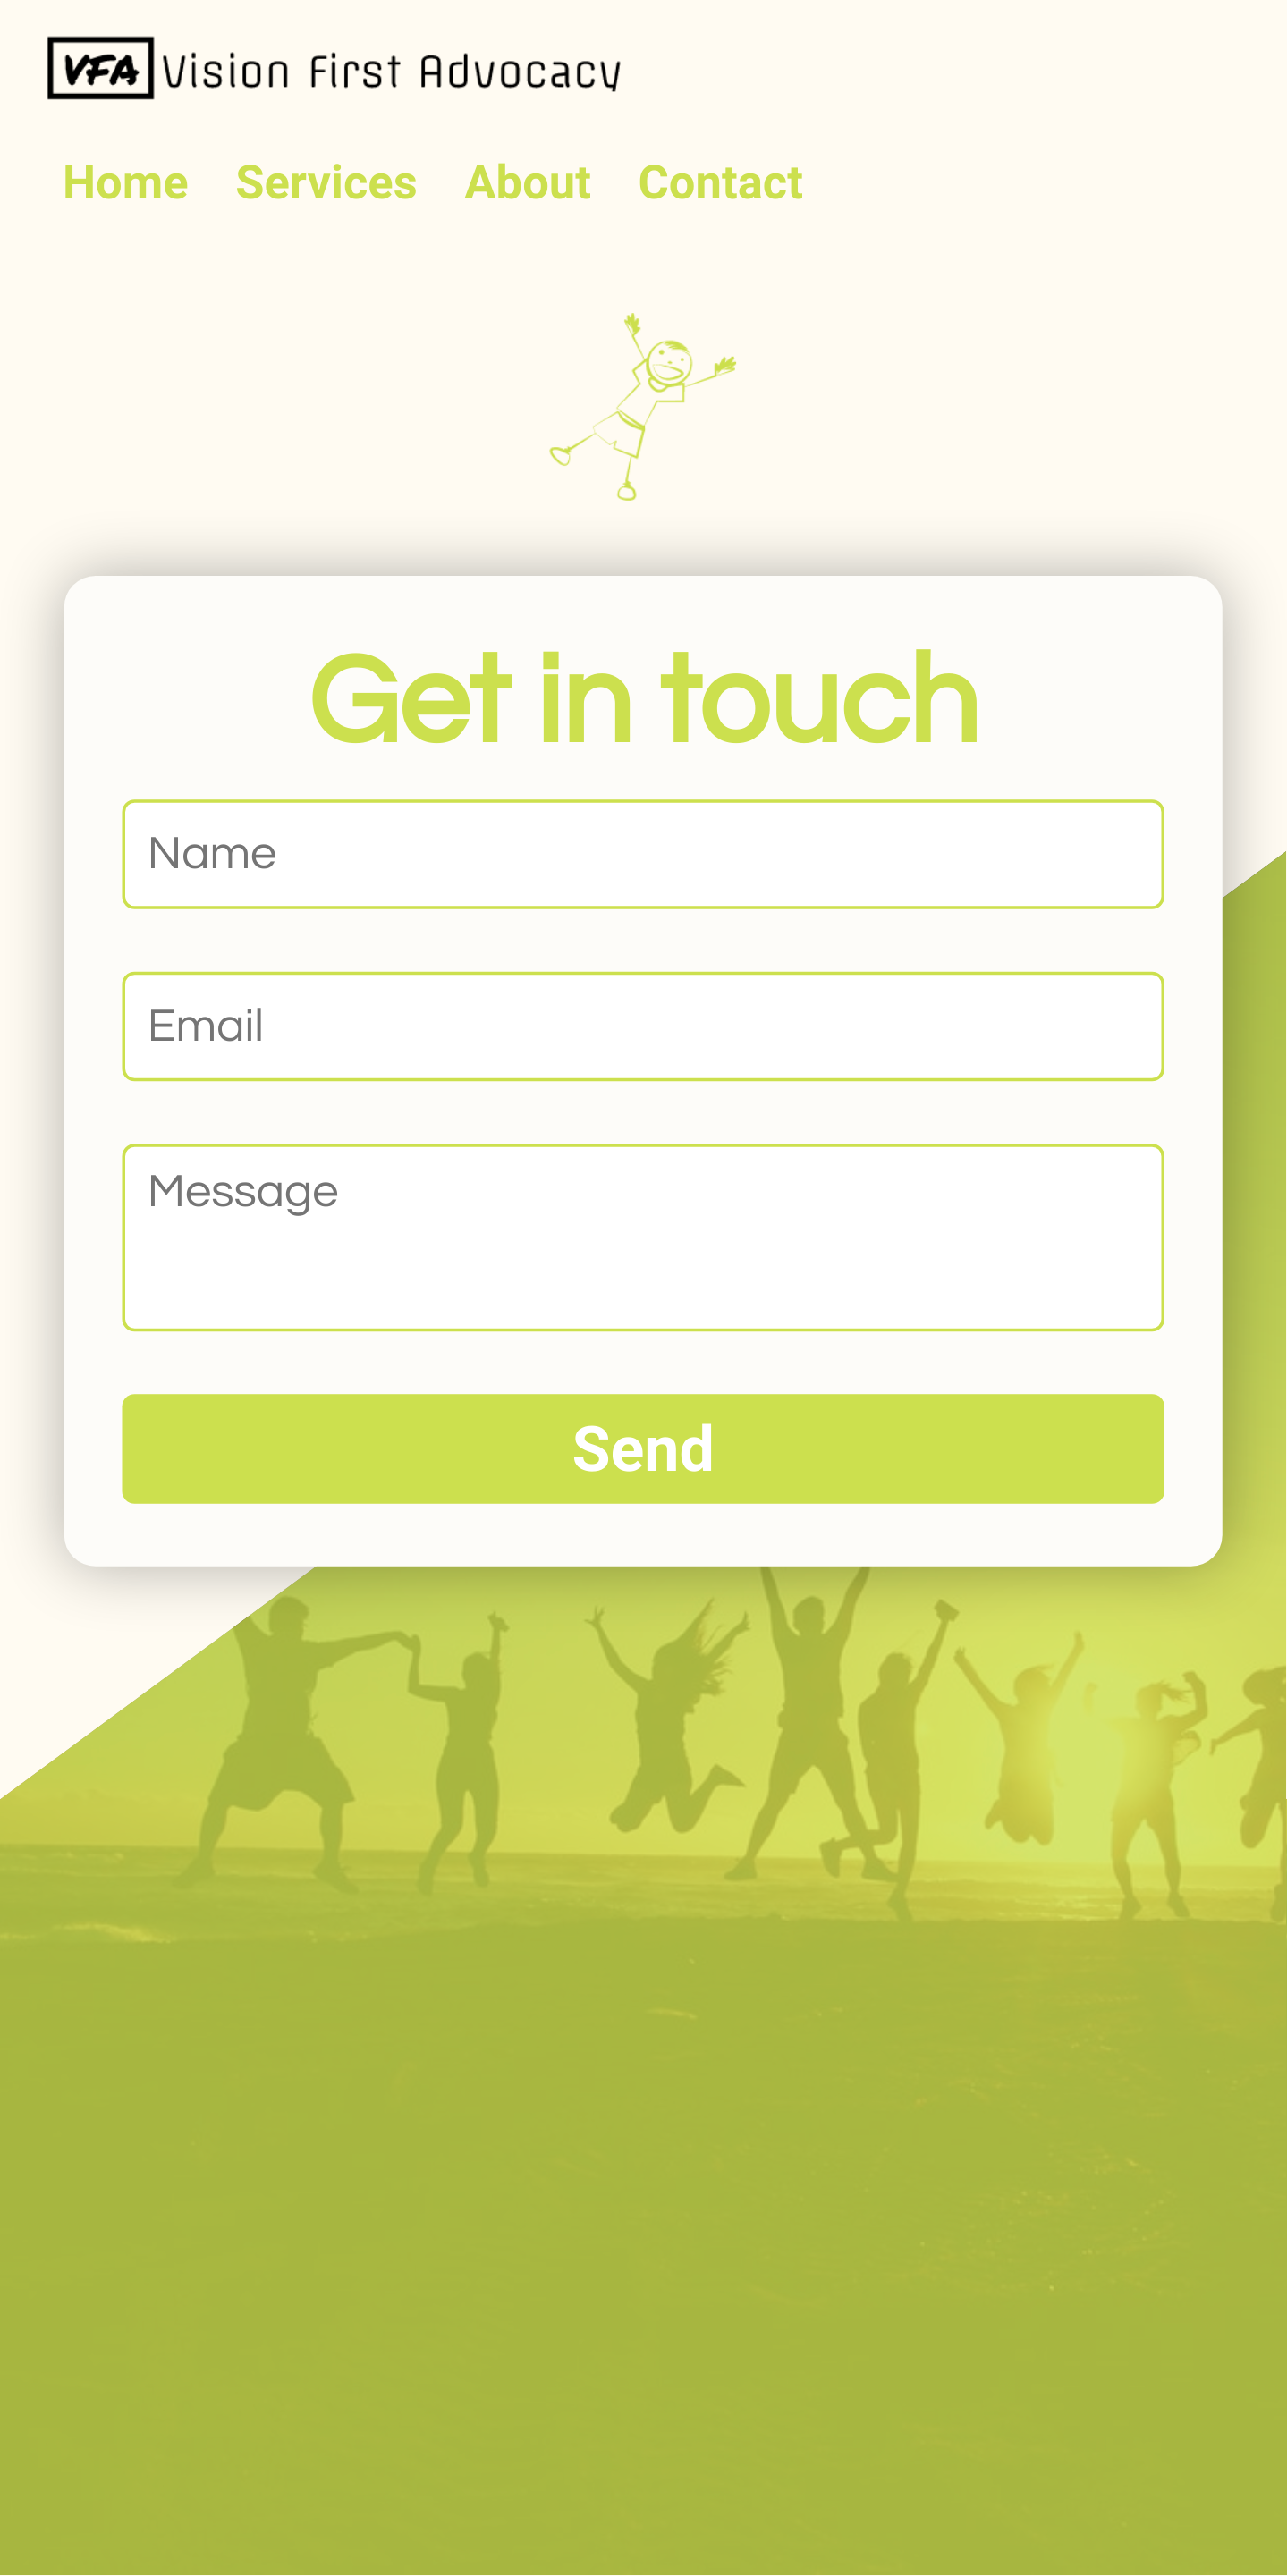 VFA Vision First Advocacy
Home Services About Contact
Get in touch
Name
Email
Message
Send